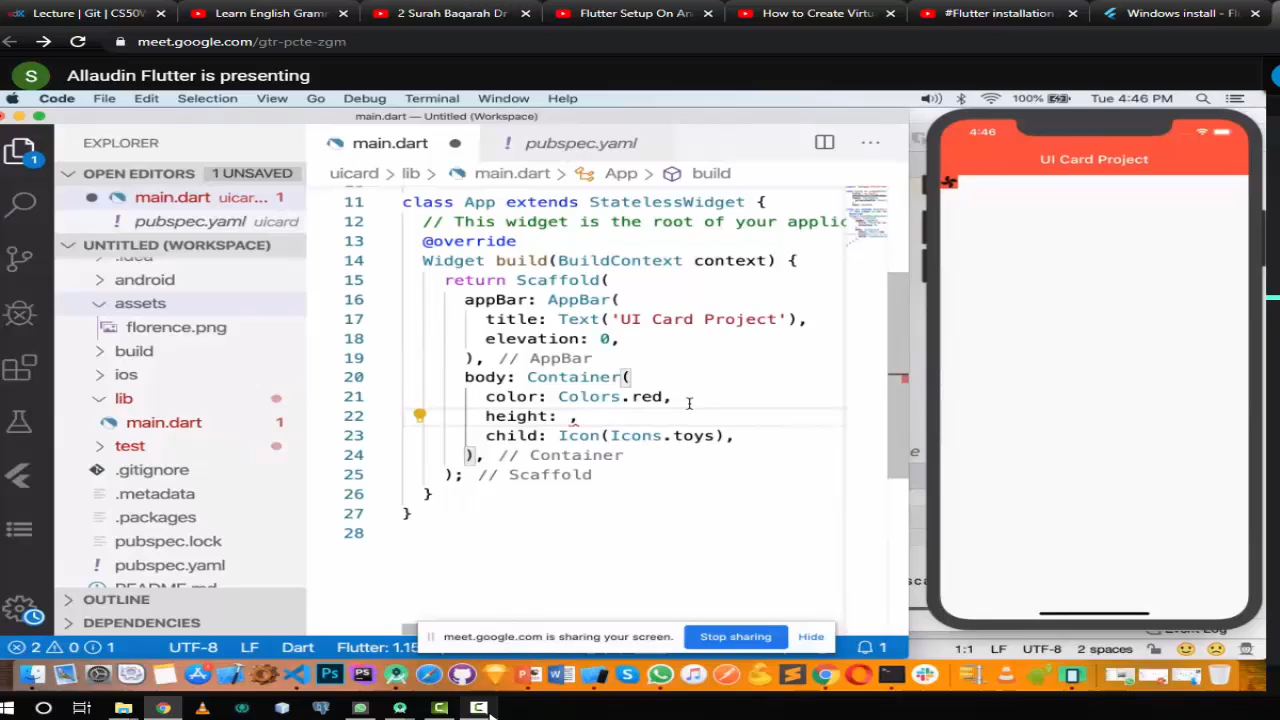 Lecture | Git | CS50W
Learn English Gram
2 Surah Baqarah Dr
Flutter Setup On An
How to Create Virtu
#Flutter installation
Windows install - Fl
meet.google.com/gtr-pcte-zgm
S
Allaudin Flutter is presenting
Code File Edit Selection View Go Debug Terminal Window Help
100% Tue 4:46 PM
main.dart — Untitled (Workspace)
EXPLORER
main.dart
pubspec.yaml
1
OPEN EDITORS 1 UNSAVED
main.dart uicar... 1
pubspec.yaml uicard
UNTITLED (WORKSPACE)
.idea
android
assets
florence.png
build
ios
lib
main.dart 1
test
.gitignore
.metadata
.packages
pubspec.lock
pubspec.yaml
README.md
OUTLINE
DEPENDENCIES
uicard › lib › main.dart › App › build
11 class App extends StatelessWidget {
12 // This widget is the root of your applic
13 @override
14 Widget build(BuildContext context) {
15 return Scaffold(
16 appBar: AppBar(
17 title: Text('UI Card Project'),
18 elevation: 0,
19 ), // AppBar
20 body: Container(
21 color: Colors.red,
22 height: ,
23 child: Icon(Icons.toys),
24 ), // Container
25 ); // Scaffold
26 }
27 }
28
4:46
UI Card Project
meet.google.com is sharing your screen. Stop sharing Hide
2 0 1 UTF-8 LF Dart Flutter: 1.15 1
Event Log
1:1 LF UTF-8 2 spaces
Ps
PS